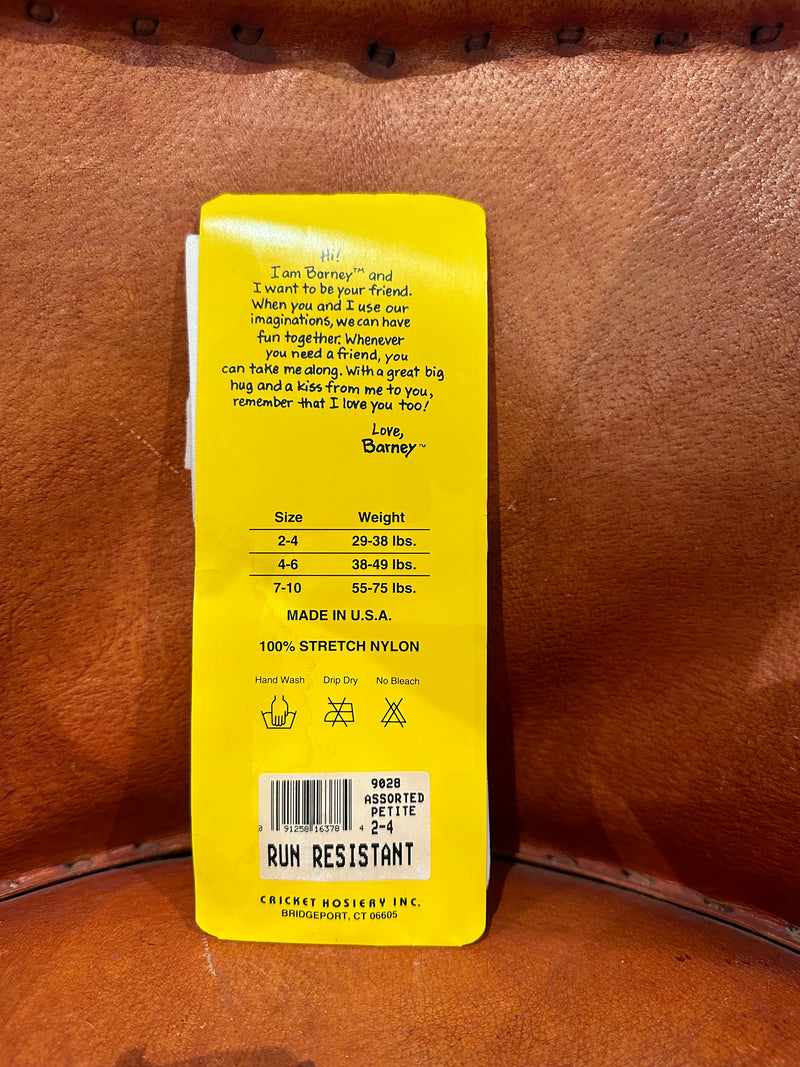 Hi!
I am Barney™ and
I want to be your friend.
When you and I use our
imaginations, we can have
fun together. Whenever
you need a friend, you
can take me along. With a great big
hug and a kiss from me to you,
remember that I love you too!
Love,
Barney™
Size Weight
2-4 29-38 lbs.
4-6 38-49 lbs.
7-10 55-75 lbs.
MADE IN U.S.A.
100% STRETCH NYLON
Hand Wash Drip Dry No Bleach
9028
ASSORTED
PETITE
0 91258 16378 4 2-4
RUN RESISTANT
CRICKET HOSIERY INC.
BRIDGEPORT, CT 06605